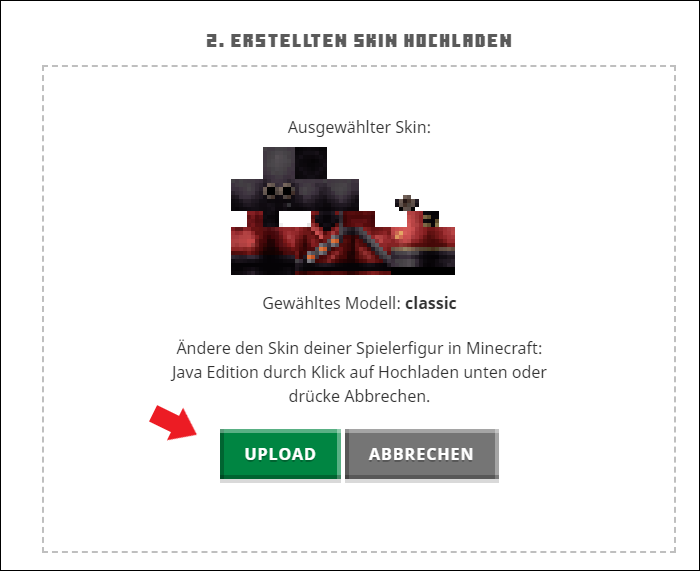 2. ERSTELLTEN SKIN HOCHLADEN
Ausgewählter Skin:
Gewähltes Modell: classic
Ändere den Skin deiner Spielerfigur in Minecraft:
Java Edition durch Klick auf Hochladen unten oder
drücke Abbrechen.
UPLOAD ABBRECHEN